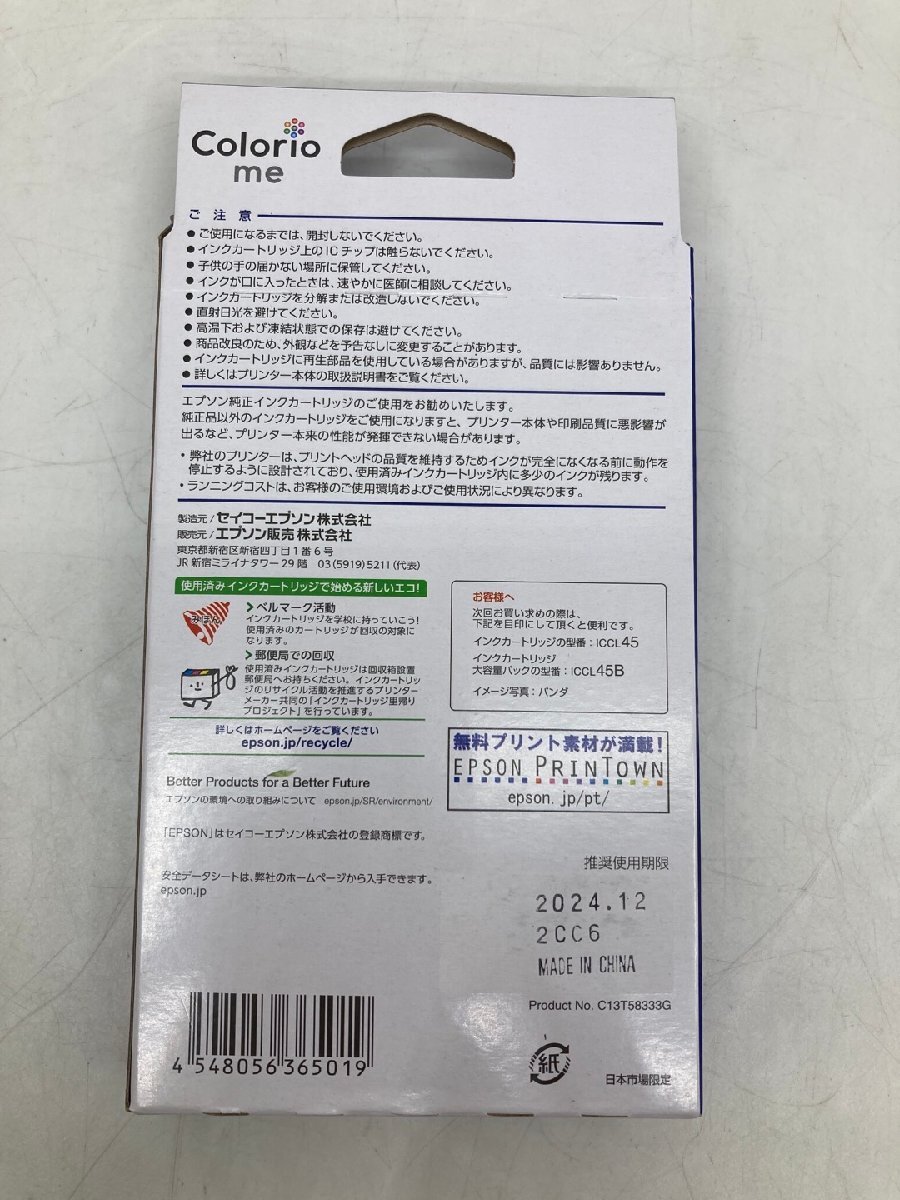 Colorio
me
ご注意
●ご使用になるまでは、開封しないでください。
●インクカートリッジ上のICチップは触らないでください。
●子供の手の届かない場所に保管してください。
●インクが口に入ったときは、速やかに医師に相談してください。
●インクカートリッジを分解または改造しないでください。
●直射日光を避けてください。
●高温下および凍結状態での保存は避けてください。
●商品改良のため、外観などを予告なしに変更することがあります。
●インクカートリッジに再生部品を使用している場合がありますが、品質には影響ありません。
●詳しくはプリンター本体の取扱説明書をご覧ください。
エプソン純正インクカートリッジのご使用をお勧めいたします。
純正品以外のインクカートリッジをご使用になりますと、プリンター本体や印刷品質に悪影響が
出るなど、プリンター本来の性能が発揮できない場合があります。
・弊社のプリンターは、プリントヘッドの品質を維持するためインクが完全になくなる前に動作を
停止するように設計されており、使用済みインクカートリッジ内に多少のインクが残ります。
・ランニングコストは、お客様のご使用環境およびご使用状況により異なります。
製造元/セイコーエプソン株式会社
販売元/エプソン販売株式会社
東京都新宿区新宿四丁目1番6号
JR新宿ミライナタワー29階 03(5919)5211(代表)
使用済みインクカートリッジで始める新しいエコ!
ベルマーク活動
インクカートリッジを学校に持っていこう!
使用済みのカートリッジが回収の対象に
なります。
みほん
郵便局での回収
使用済みインクカートリッジは回収箱設置
郵便局へお持ちください。インクカートリッ
ジのリサイクル活動を推進するプリンター
メーカー共同の「インクカートリッジ里帰り
プロジェクト」を行っています。
詳しくはホームページをご覧ください
epson.jp/recycle/
お客様へ
次回お買い求めの際は、
下記を目印にして頂くと便利です。
インクカートリッジの型番:ICCL45
インクカートリッジ
大容量パックの型番:ICCL45B
イメージ写真:パンダ
無料プリント素材が満載!
EPSON PRINTOWN
epson.jp/pt/
Better Products for a Better Future
エプソンの環境への取り組みについて epson.jp/SR/environment/
「EPSON」はセイコーエプソン株式会社の登録商標です。
安全データシートは、弊社のホームページから入手できます。
epson.jp
推奨使用期限
2024.12
2CC6
MADE IN CHINA
Product No. C13T58333G
4 548056 365019
紙
日本市場限定